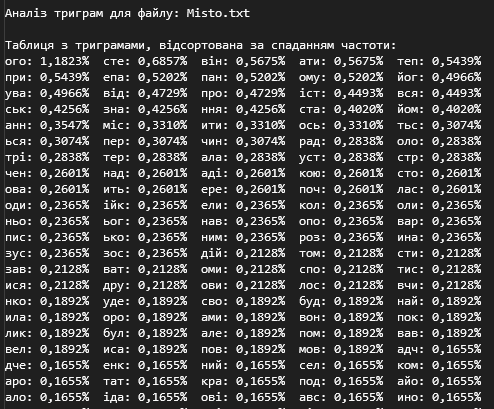 Аналіз триграм для файлу: Misto.txt
Таблиця з триграмами, відсортована за спаданням частоти:
ого: 1,1823% сте: 0,6857% він: 0,5675% ати: 0,5675% теп: 0,5439%
при: 0,5439% епа: 0,5202% пан: 0,5202% ому: 0,5202% йог: 0,4966%
ува: 0,4966% від: 0,4729% про: 0,4729% іст: 0,4493% вся: 0,4493%
ськ: 0,4256% зна: 0,4256% ння: 0,4256% ста: 0,4020% йом: 0,4020%
анн: 0,3547% міс: 0,3310% ити: 0,3310% ось: 0,3310% тьс: 0,3074%
ься: 0,3074% пер: 0,3074% чин: 0,3074% рад: 0,2838% оло: 0,2838%
трі: 0,2838% тер: 0,2838% ала: 0,2838% уст: 0,2838% стр: 0,2838%
чен: 0,2601% над: 0,2601% аді: 0,2601% кою: 0,2601% сто: 0,2601%
ова: 0,2601% ить: 0,2601% ере: 0,2601% поч: 0,2601% лас: 0,2601%
оди: 0,2365% ійк: 0,2365% ели: 0,2365% кол: 0,2365% оли: 0,2365%
ньо: 0,2365% ьог: 0,2365% нав: 0,2365% опо: 0,2365% вар: 0,2365%
пис: 0,2365% ько: 0,2365% ним: 0,2365% роз: 0,2365% ина: 0,2365%
зус: 0,2365% зос: 0,2365% дій: 0,2128% том: 0,2128% сти: 0,2128%
зав: 0,2128% ват: 0,2128% оми: 0,2128% спо: 0,2128% тис: 0,2128%
ися: 0,2128% дру: 0,2128% ови: 0,2128% лос: 0,2128% вчи: 0,2128%
нко: 0,1892% уде: 0,1892% сво: 0,1892% буд: 0,1892% най: 0,1892%
ила: 0,1892% оро: 0,1892% ами: 0,1892% вон: 0,1892% пок: 0,1892%
лик: 0,1892% бул: 0,1892% але: 0,1892% пом: 0,1892% вав: 0,1892%
вел: 0,1892% иса: 0,1892% пов: 0,1892% мов: 0,1892% адч: 0,1655%
дче: 0,1655% енк: 0,1655% ний: 0,1655% сел: 0,1655% ком: 0,1655%
аро: 0,1655% тат: 0,1655% кра: 0,1655% под: 0,1655% айо: 0,1655%
ало: 0,1655% іда: 0,1655% ові: 0,1655% авс: 0,1655% ино: 0,1655%